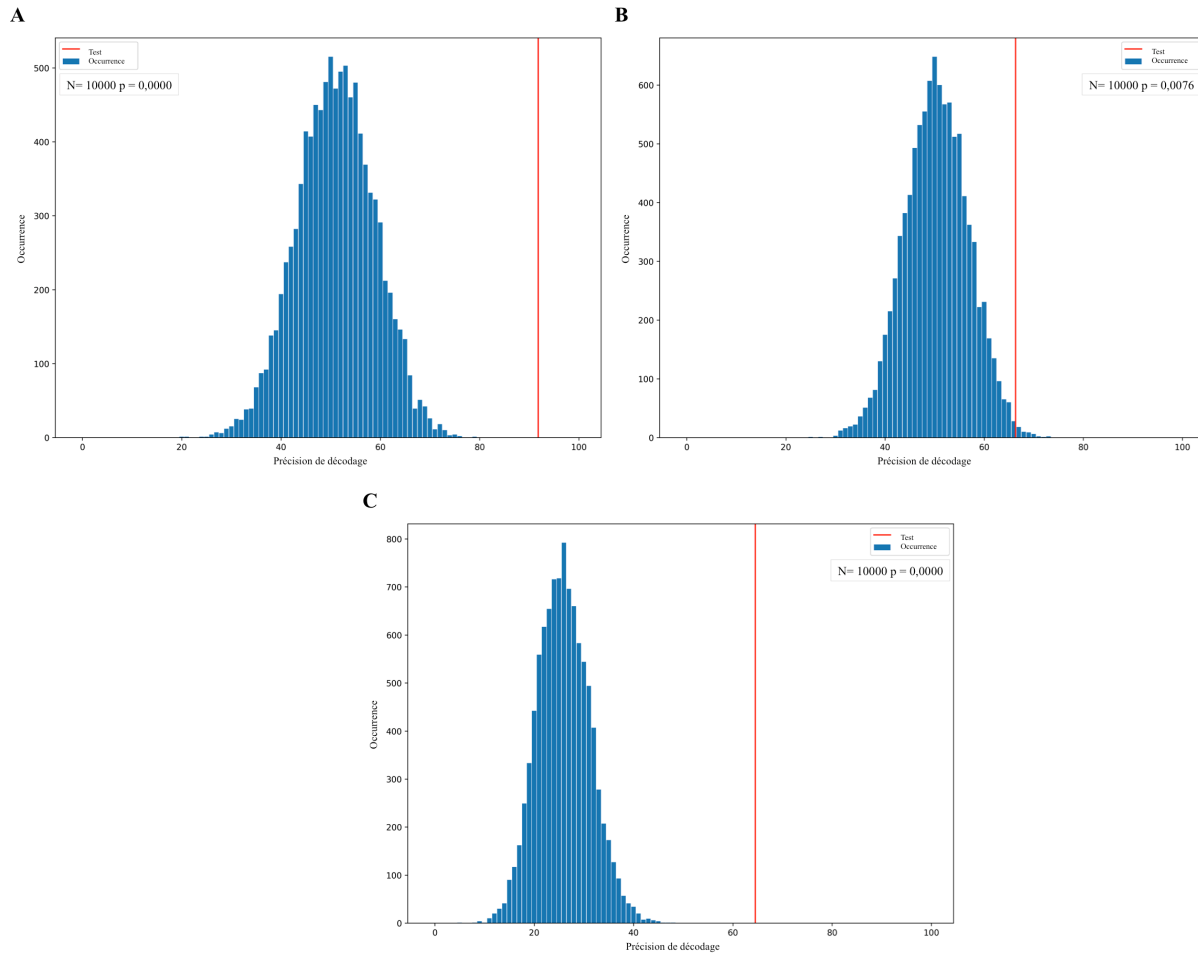 A
Test
Occurrence
N= 10000 p = 0,0000
Occurrence
500
400
300
200
100
0
0 20 40 60 80 100
Précision de décodage
B
Test
Occurrence
N= 10000 p = 0,0076
Occurrence
600
500
400
300
200
100
0
0 20 40 60 80 100
Précision de décodage
C
Test
Occurrence
N= 10000 p = 0,0000
Occurrence
800
700
600
500
400
300
200
100
0
0 20 40 60 80 100
Précision de décodage